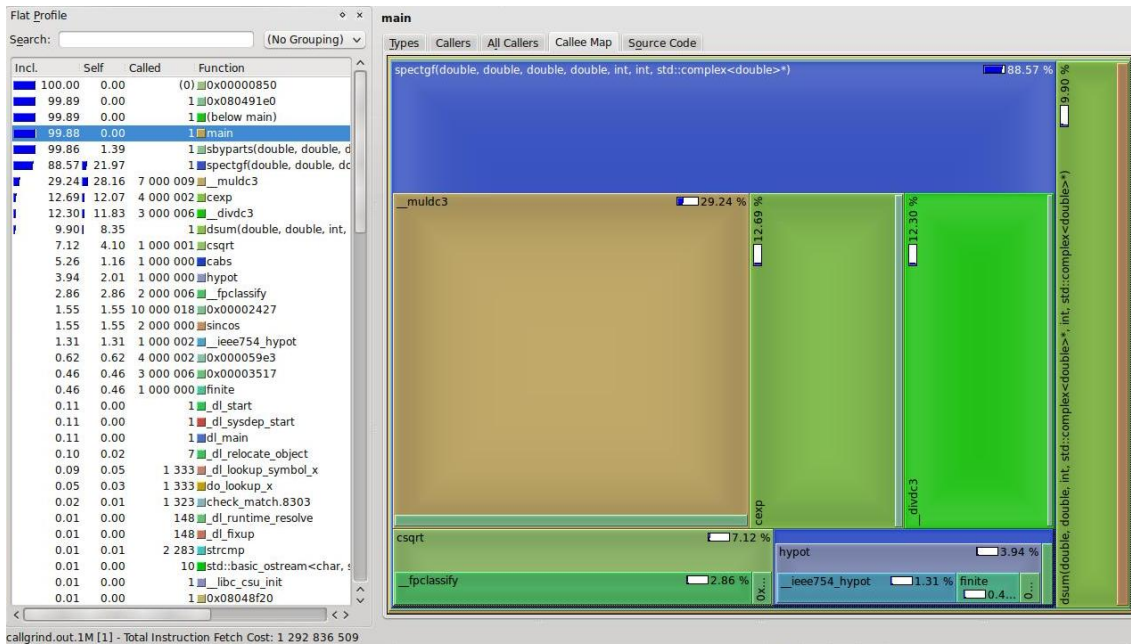 Flat Profile
Search: (No Grouping)
Incl. Self Called Function
100.00 0.00 (0) 0x00000850
99.89 0.00 1 0x080491e0
99.89 0.00 1 (below main)
99.88 0.00 1 main
99.86 1.39 1 sbyparts(double, double, d
88.57 21.97 1 spectgf(double, double, dc
29.24 28.16 7 000 009 __muldc3
12.69 12.07 4 000 002 cexp
12.30 11.83 3 000 006 __divdc3
9.90 8.35 1 dsum(double, double, int,
7.12 4.10 1 000 001 csqrt
5.26 1.16 1 000 000 cabs
3.94 2.01 1 000 000 hypot
2.86 2.86 2 000 006 __fpclassify
1.55 1.55 10 000 018 0x00002427
1.55 1.55 2 000 000 sincos
1.31 1.31 1 000 002 __ieee754_hypot
0.62 0.62 4 000 002 0x000059e3
0.46 0.46 3 000 006 0x00003517
0.46 0.46 1 000 000 finite
0.11 0.00 1 _dl_start
0.11 0.00 1 _dl_sysdep_start
0.11 0.00 1 dl_main
0.10 0.02 7 _dl_relocate_object
0.09 0.05 1 333 _dl_lookup_symbol_x
0.05 0.03 1 333 do_lookup_x
0.02 0.01 1 323 check_match.8303
0.01 0.00 148 _dl_runtime_resolve
0.01 0.00 148 _dl_fixup
0.01 0.01 2 283 strcmp
0.01 0.00 10 std::basic_ostream<char, s
0.01 0.00 1 __libc_csu_init
0.01 0.00 1 0x08048f20
callgrind.out.1M [1] - Total Instruction Fetch Cost: 1 292 836 509
main
Types Callers All Callers Callee Map Source Code
spectgf(double, double, double, double, int, int, std::complex<double>*) 88.57 %
__muldc3 29.24 %
cexp 12.69 %
__divdc3 12.30 %
csqrt 7.12 %
__fpclassify 2.86 %
0x...
hypot 3.94 %
__ieee754_hypot 1.31 %
finite
0.4...
0...
dsum(double, double, int, std::complex<double>*, int, std::complex<double>*) 9.90 %